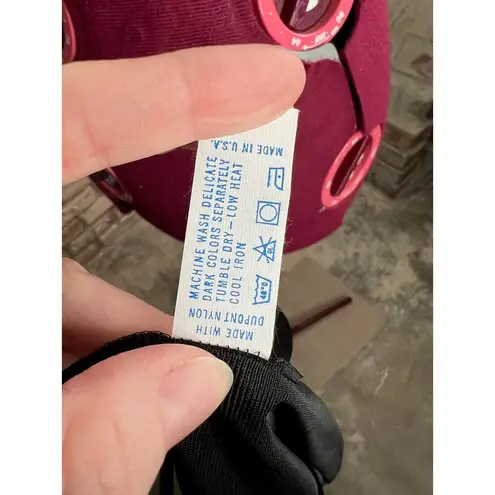 MADE WITH
DUPONT NYLON
MACHINE WASH DELICATE
DARK COLORS SEPARATELY
TUMBLE DRY—LOW HEAT
COOL IRON
MADE IN U.S.A.